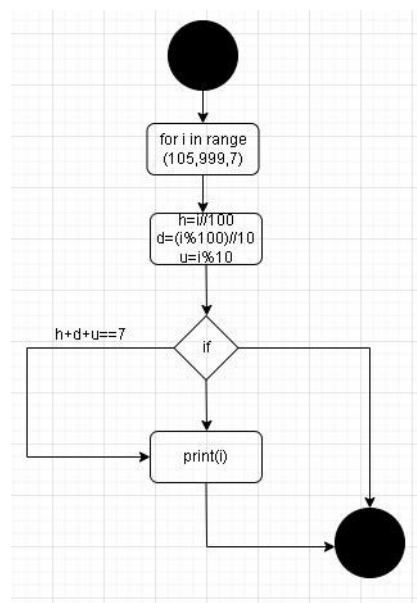 for i in range
(105,999,7)
h=i//100
d=(i%100)//10
u=i%10
h+d+u==7
if
print(i)